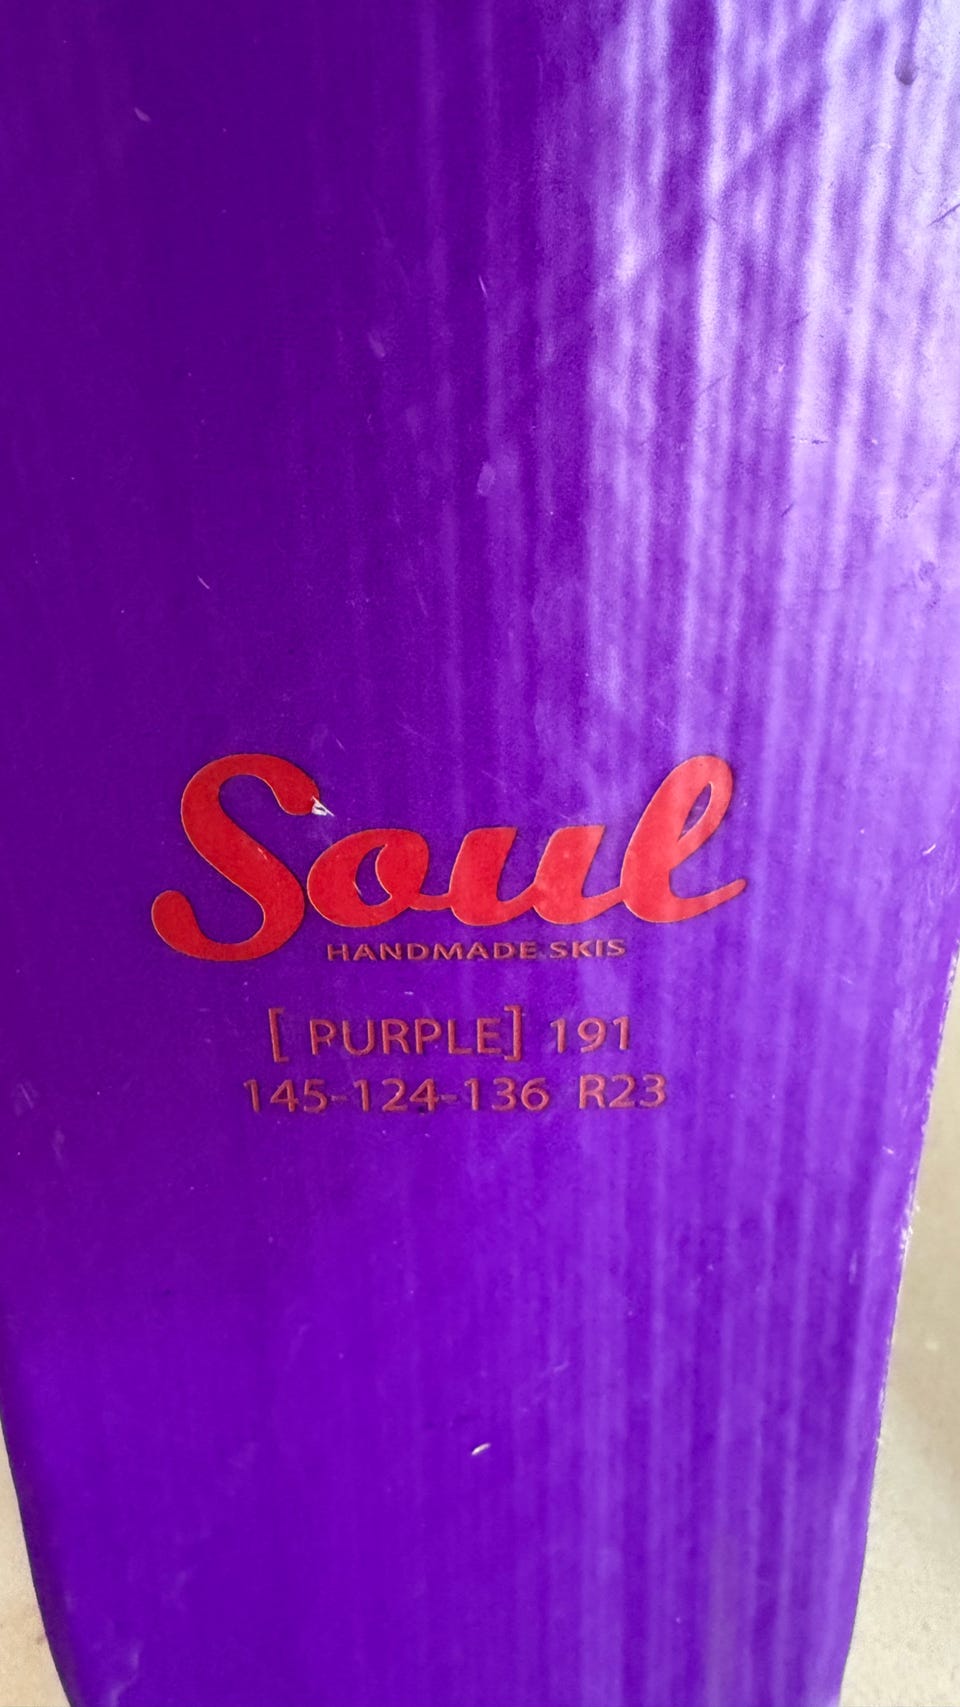 Soul
HANDMADE SKIS
[ PURPLE] 191
145-124-136 R23